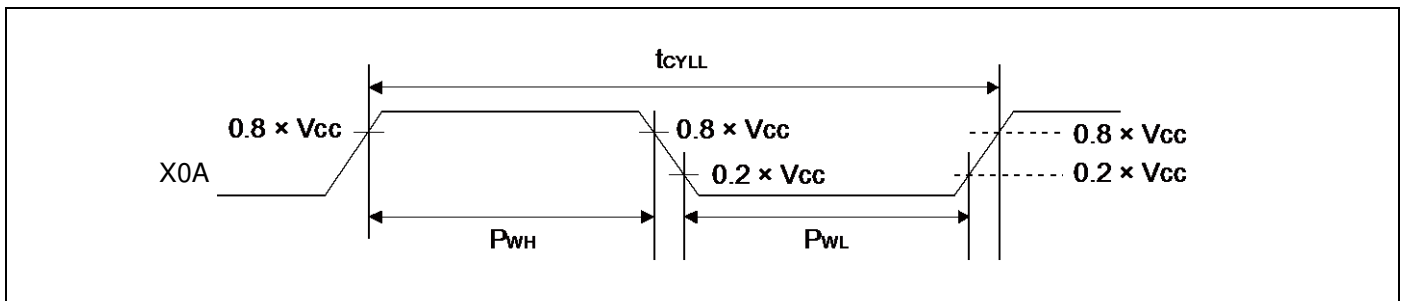 tCYLL
0.8 × Vcc
0.8 × Vcc
0.8 × Vcc
X0A
0.2 × Vcc
0.2 × Vcc
PWH
PWL